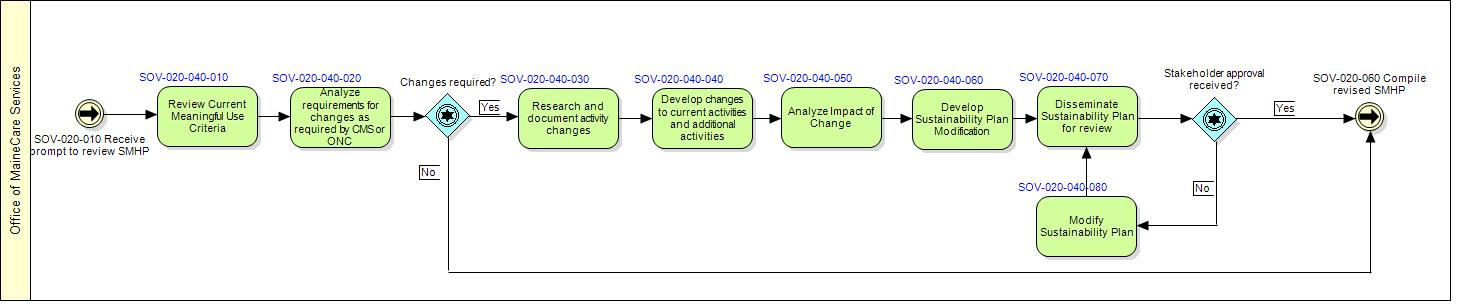 Office of MaineCare Services
SOV-020-010 Receive
prompt to review SMHP
SOV-020-040-010
Review Current
Meaningful Use
Criteria
SOV-020-040-020
Analyze
requirements for
changes as
required by CMS or
ONC
Changes required?
Yes
No
SOV-020-040-030
Research and
document activity
changes
SOV-020-040-040
Develop changes
to current activities
and additional
activities
SOV-020-040-050
Analyze Impact of
Change
SOV-020-040-060
Develop
Sustainability Plan
Modification
SOV-020-040-070
Disseminate
Sustainability Plan
for review
Stakeholder approval
received?
Yes
No
SOV-020-040-080
Modify
Sustainability Plan
SOV-020-060 Compile
revised SMHP